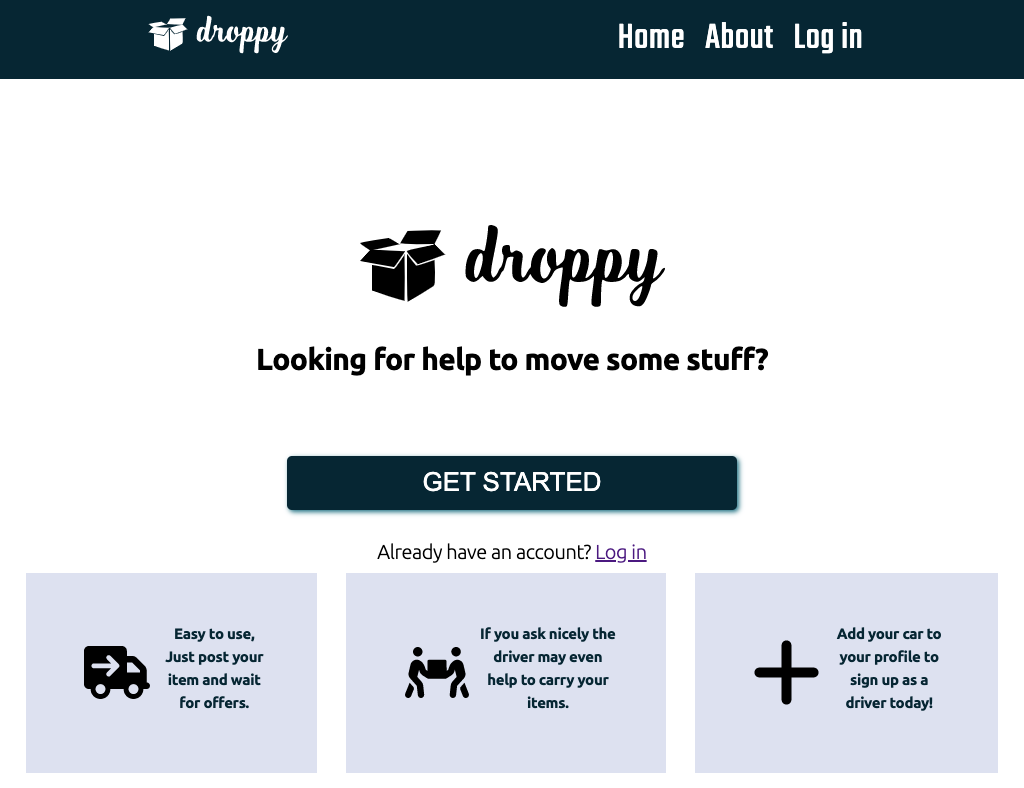 droppy
Home About Log in
droppy
Looking for help to move some stuff?
GET STARTED
Already have an account? Log in
Easy to use,
Just post your
item and wait
for offers.
If you ask nicely the
driver may even
help to carry your
items.
Add your car to
your profile to
sign up as a
driver today!